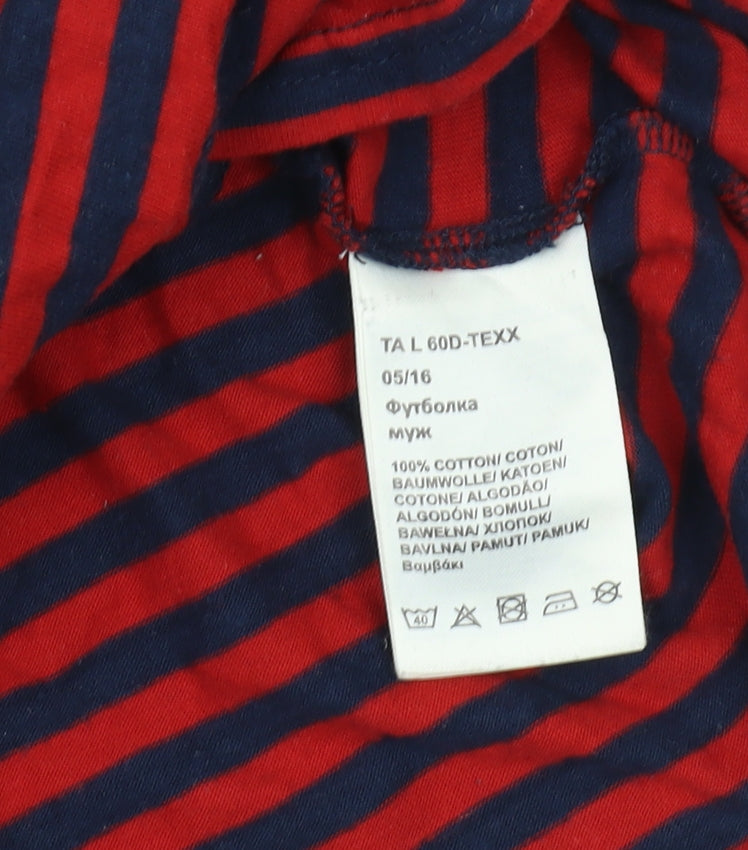 TA L 60D-TEXX
05/16
Футболка
муж
100% COTTON/ COTON/
BAUMWOLLE/ KATOEN/
COTONE/ ALGODÃO/
ALGODÓN/ BOMULL/
BAWEŁNA/ ХЛОПОК/
BAVLNA/ PAMUT/ PAMUK/
Βαμβάκι
40